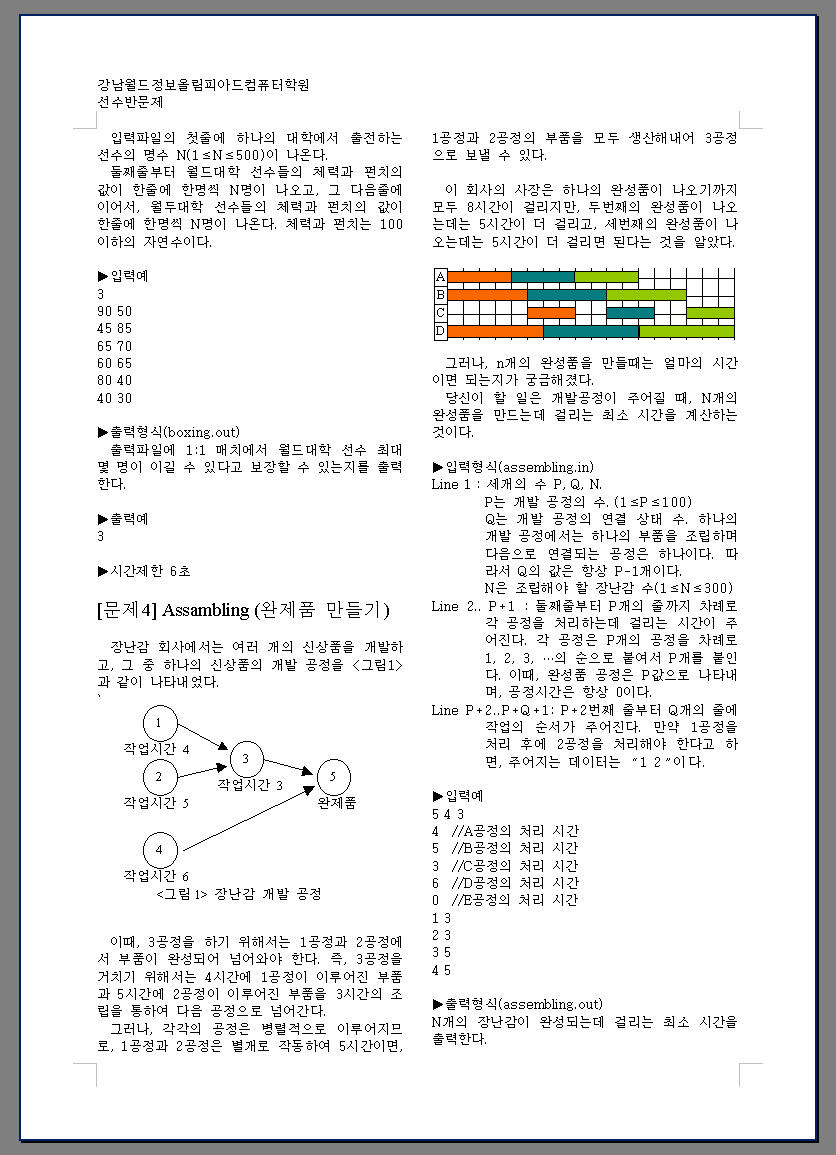 강남월드정보올림피아드컴퓨터학원
선수반문제
입력파일의 첫줄에 하나의 대학에서 출전하는
선수의 명수 N(1≤N≤500)이 나온다.
둘째줄부터 월드대학 선수들의 체력과 펀치의
값이 한줄에 한명씩 N명이 나오고, 그 다음줄에
이어서, 월두대학 선수들의 체력과 펀치의 값이
한줄에 한명씩 N명이 나온다. 체력과 펀치는 100
이하의 자연수이다.
▶입력예
3
90 50
45 85
65 70
60 65
80 40
40 30
▶출력형식(boxing.out)
출력파일에 1:1 매치에서 월드대학 선수 최대
몇 명이 이길 수 있다고 보장할 수 있는지를 출력
한다.
▶출력예
3
▶시간제한 6초
[문제4] Assambling (완제품 만들기)
장난감 회사에서는 여러 개의 신상품을 개발하
고, 그 중 하나의 신상품의 개발 공정을 <그림1>
과 같이 나타내었다.
`
1
작업시간 4
3
2
5
작업시간 3
작업시간 5
완제품
4
작업시간 6
<그림1> 장난감 개발 공정
이때, 3공정을 하기 위해서는 1공정과 2공정에
서 부품이 완성되어 넘어와야 한다. 즉, 3공정을
거치기 위해서는 4시간에 1공정이 이루어진 부품
과 5시간에 2공정이 이루어진 부품을 3시간의 조
립을 통하여 다음 공정으로 넘어간다.
그러나, 각각의 공정은 병렬적으로 이루어지므
로, 1공정과 2공정은 별개로 작동하여 5시간이면,
1공정과 2공정의 부품을 모두 생산해내어 3공정
으로 보낼 수 있다.
이 회사의 사장은 하나의 완성품이 나오기까지
모두 8시간이 걸리지만, 두번째의 완성품이 나오
는데는 5시간이 더 걸리고, 세번째의 완성품이 나
오는데는 5시간이 더 걸리면 된다는 것을 알았다.
A
B
C
D
그러나, n개의 완성품을 만들때는 얼마의 시간
이면 되는지가 궁금해졌다.
당신이 할 일은 개발공정이 주어질 때, N개의
완성품을 만드는데 걸리는 최소 시간을 계산하는
것이다.
▶입력형식(assembling.in)
Line 1 : 세개의 수 P, Q, N.
P는 개발 공정의 수. (1≤P≤100)
Q는 개발 공정의 연결 상태 수. 하나의
개발 공정에서는 하나의 부품을 조립하며
다음으로 연결되는 공정은 하나이다. 따
라서 Q의 값은 항상 P-1개이다.
N은 조립해야 할 장난감 수(1≤N≤300)
Line 2.. P+1 : 둘째줄부터 P개의 줄까지 차례로
각 공정을 처리하는데 걸리는 시간이 주
어진다. 각 공정은 P개의 공정을 차례로
1, 2, 3, …의 순으로 붙여서 P개를 붙인
다. 이때, 완성품 공정은 P값으로 나타내
며, 공정시간은 항상 0이다.
Line P+2..P+Q+1: P+2번째 줄부터 Q개의 줄에
작업의 순서가 주어진다. 만약 1공정을
처리 후에 2공정을 처리해야 한다고 하
면, 주어지는 데이터는 "1 2"이다.
▶입력예
5 4 3
4 //A공정의 처리 시간
5 //B공정의 처리 시간
3 //C공정의 처리 시간
6 //D공정의 처리 시간
0 //E공정의 처리 시간
1 3
2 3
3 5
4 5
▶출력형식(assembling.out)
N개의 장난감이 완성되는데 걸리는 최소 시간을
출력한다.